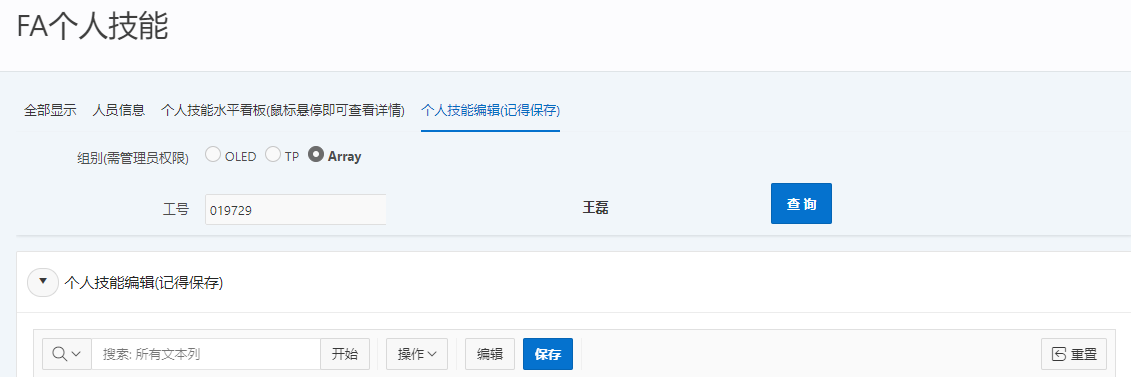 FA个人技能
全部显示 人员信息 个人技能水平看板(鼠标悬停即可查看详情) 个人技能编辑(记得保存)
组别(需管理员权限) OLED TP Array
工号 019729 王磊 查询
个人技能编辑(记得保存)
搜索: 所有文本列 开始 操作 编辑 保存 重置